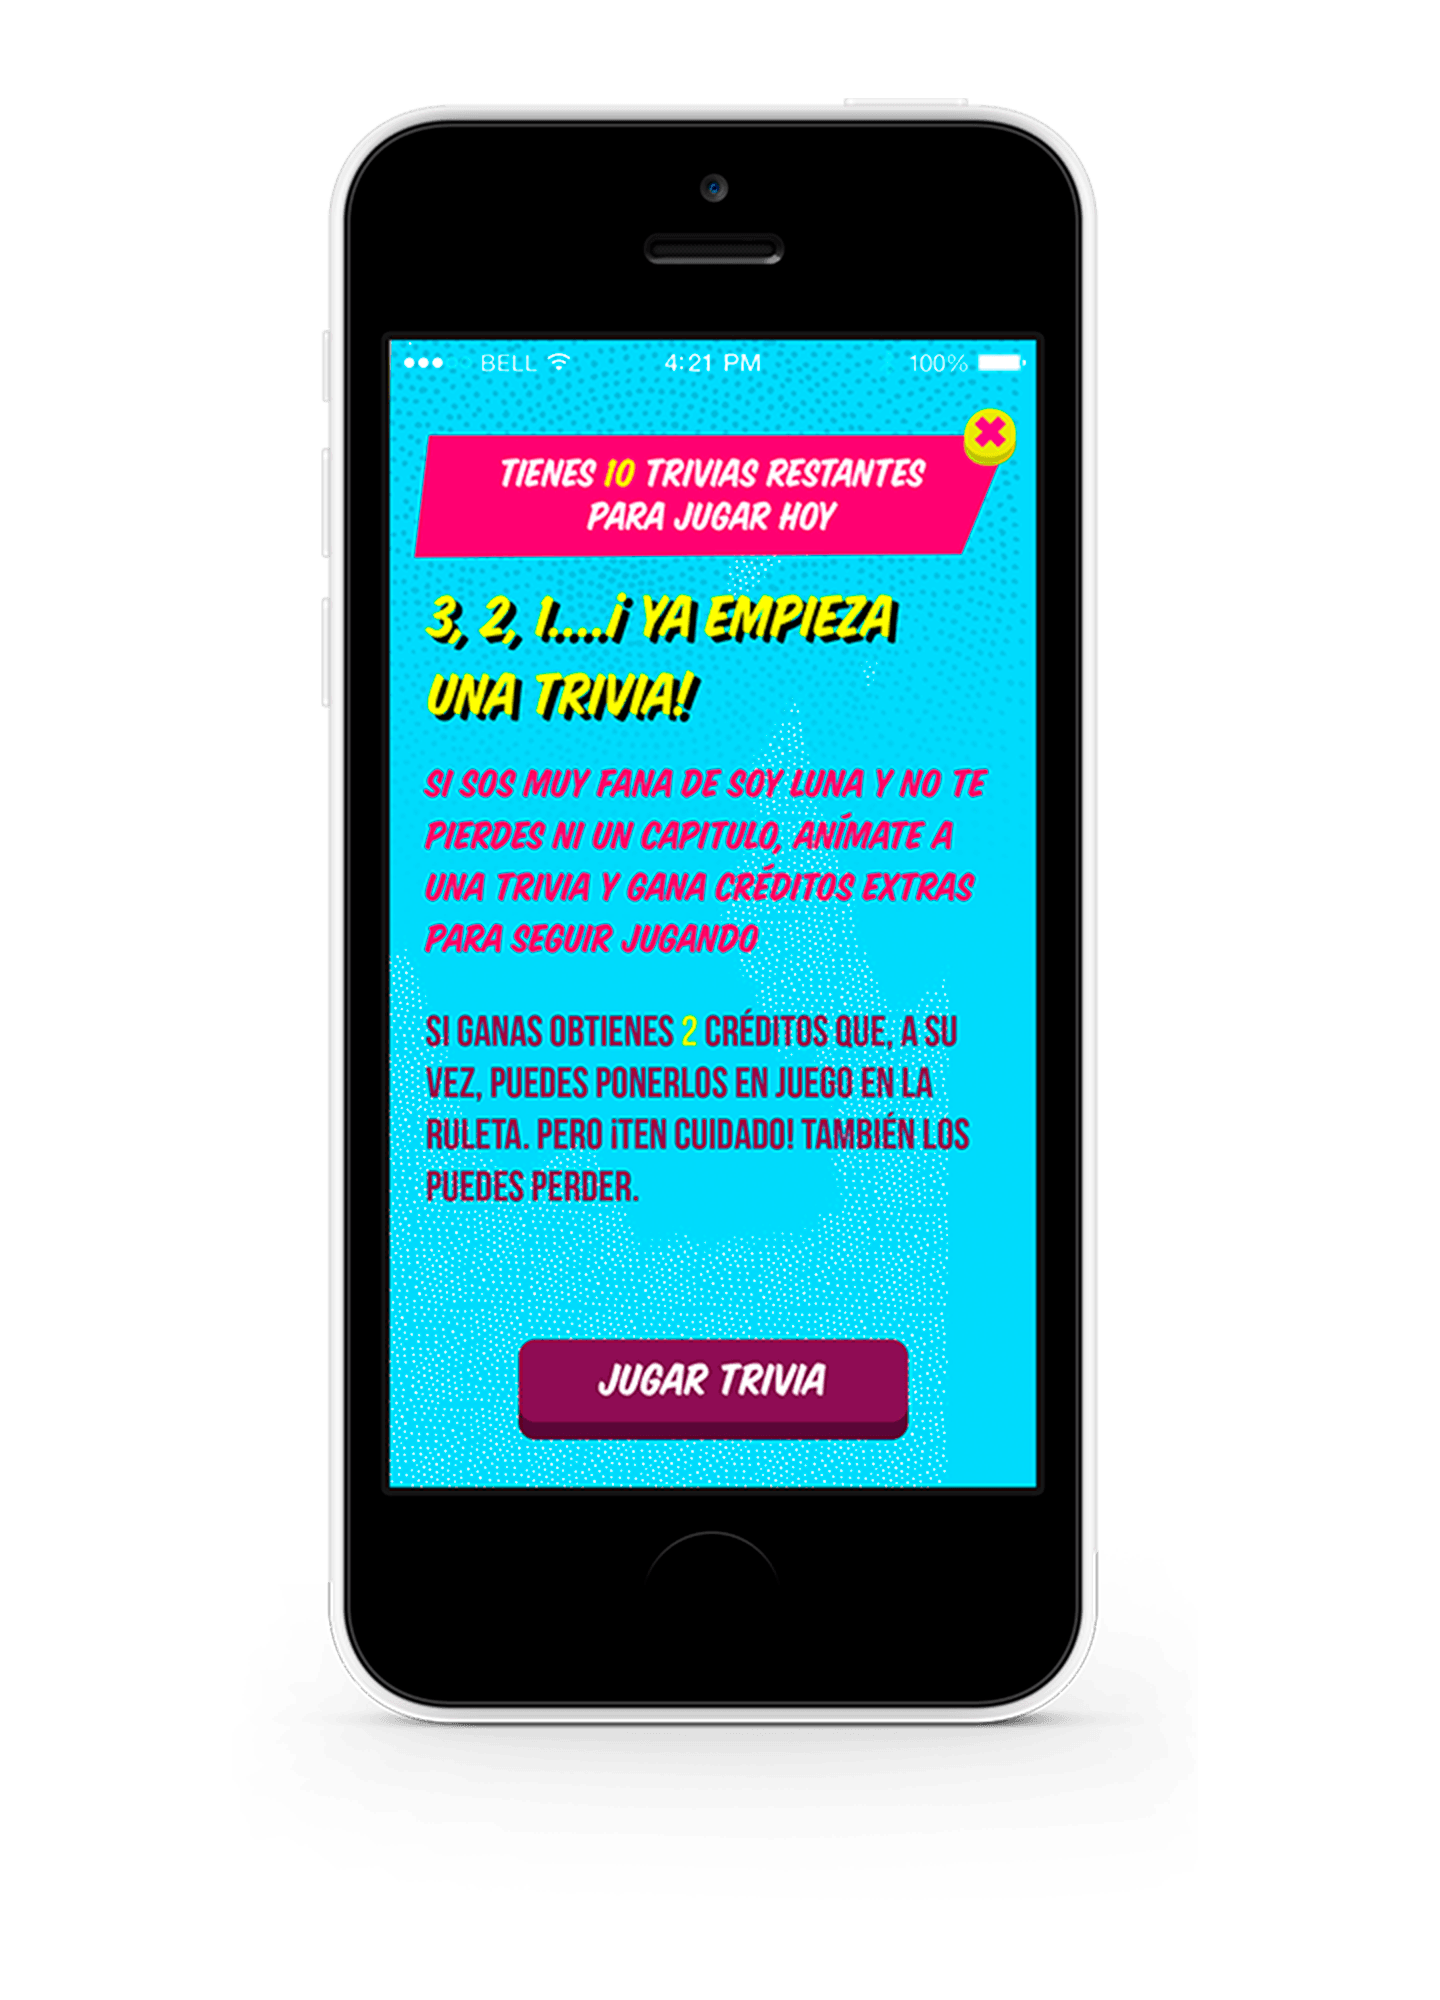 BELL 4:21 PM 100%
TIENES 10 TRIVIAS RESTANTES
PARA JUGAR HOY
3, 2, 1....¡ YA EMPIEZA
UNA TRIVIA!
SI SOS MUY FANA DE SOY LUNA Y NO TE
PIERDES NI UN CAPITULO, ANÍMATE A
UNA TRIVIA Y GANA CRÉDITOS EXTRAS
PARA SEGUIR JUGANDO
SI GANAS OBTIENES 2 CRÉDITOS QUE, A SU
VEZ, PUEDES PONERLOS EN JUEGO EN LA
RULETA. PERO ¡TEN CUIDADO! TAMBIÉN LOS
PUEDES PERDER.
JUGAR TRIVIA